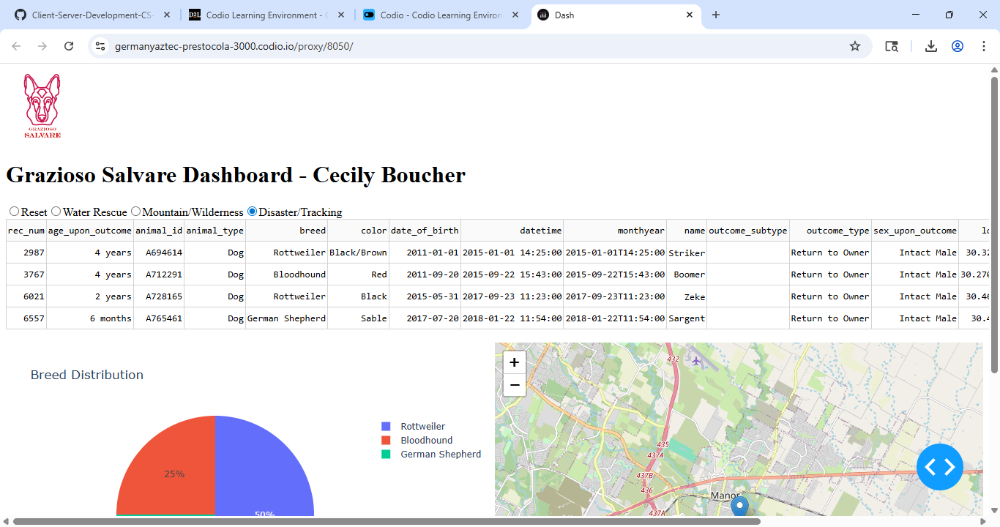 Client-Server-Development-CS-
D2L
Codio Learning Environment - C
Codio - Codio Learning Environ
Dash
germanyaztec-prestocola-3000.codio.io/proxy/8050/
GRAZIOSO
SALVARE
Grazioso Salvare Dashboard - Cecily Boucher
Reset Water Rescue Mountain/Wilderness Disaster/Tracking
rec_num age_upon_outcome animal_id animal_type breed color date_of_birth datetime monthyear name outcome_subtype outcome_type sex_upon_outcome
2987 4 years A694614 Dog Rottweiler Black/Brown 2011-01-01 2015-01-01 14:25:00 2015-01-01T14:25:00 Striker Return to Owner Intact Male 30.32
3767 4 years A712291 Dog Bloodhound Red 2011-09-20 2015-09-22 15:43:00 2015-09-22T15:43:00 Boomer Return to Owner Intact Male 30.270
6021 2 years A728165 Dog Rottweiler Black 2015-05-31 2017-09-23 11:23:00 2017-09-23T11:23:00 Zeke Return to Owner Intact Male 30.46
6557 6 months A765461 Dog German Shepherd Sable 2017-07-20 2018-01-22 11:54:00 2018-01-22T11:54:00 Sargent Return to Owner Intact Male 30.4
Breed Distribution
Rottweiler
Bloodhound
German Shepherd
25%
50%
+
−
432
435
437A
437B
436
Manor
437A